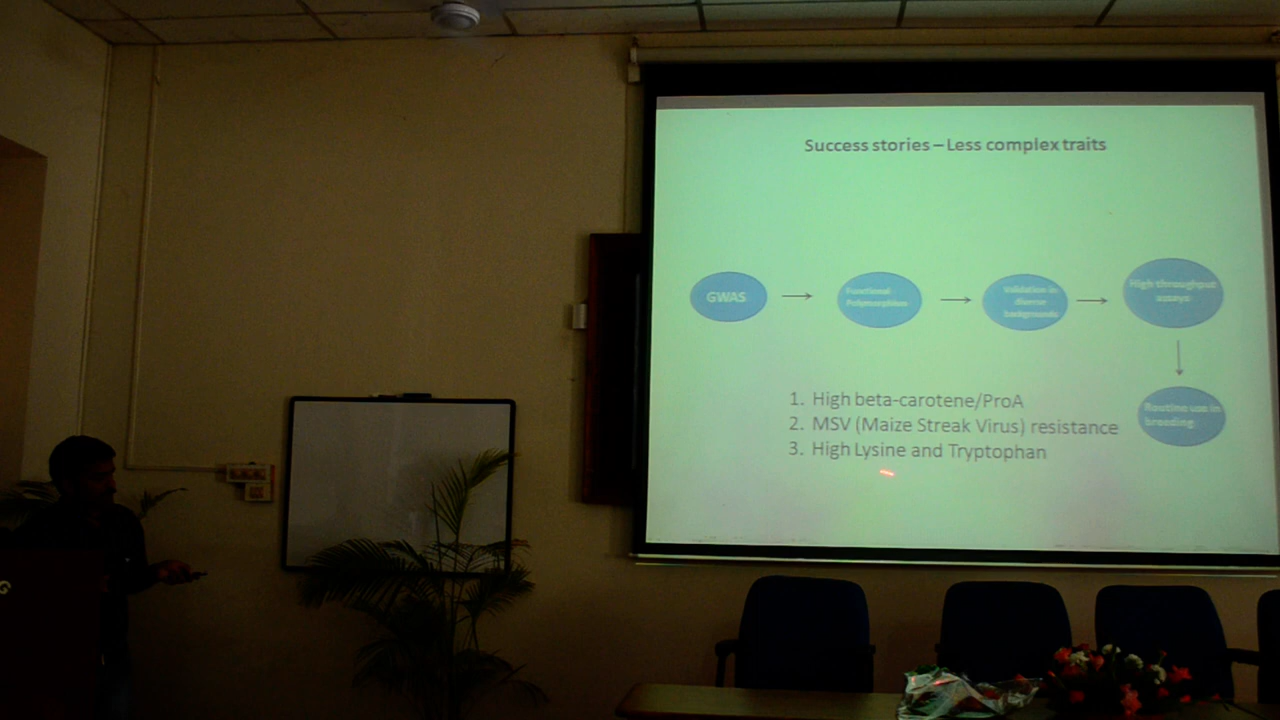 Success stories – Less complex traits
GWAS
Functional
Polymorphism
Validation in
diverse
backgrounds
High throughput
assays
Routine use in
breeding
1. High beta-carotene/ProA
2. MSV (Maize Streak Virus) resistance
3. High Lysine and Tryptophan
G